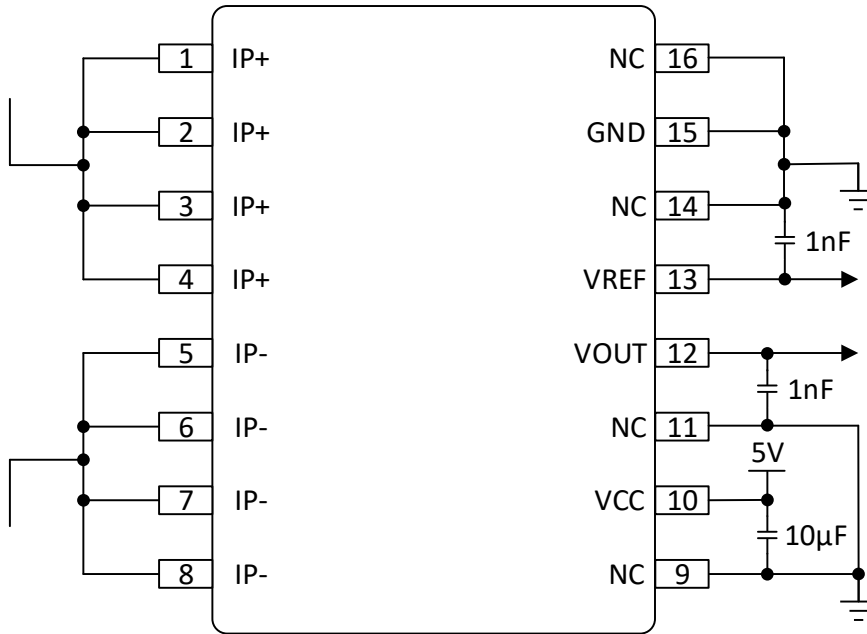 1 IP+ NC 16
2 IP+ GND 15
3 IP+ NC 14
1nF
4 IP+ VREF 13
5 IP- VOUT 12
1nF
6 IP- NC 11
5V
7 IP- VCC 10
10μF
8 IP- NC 9